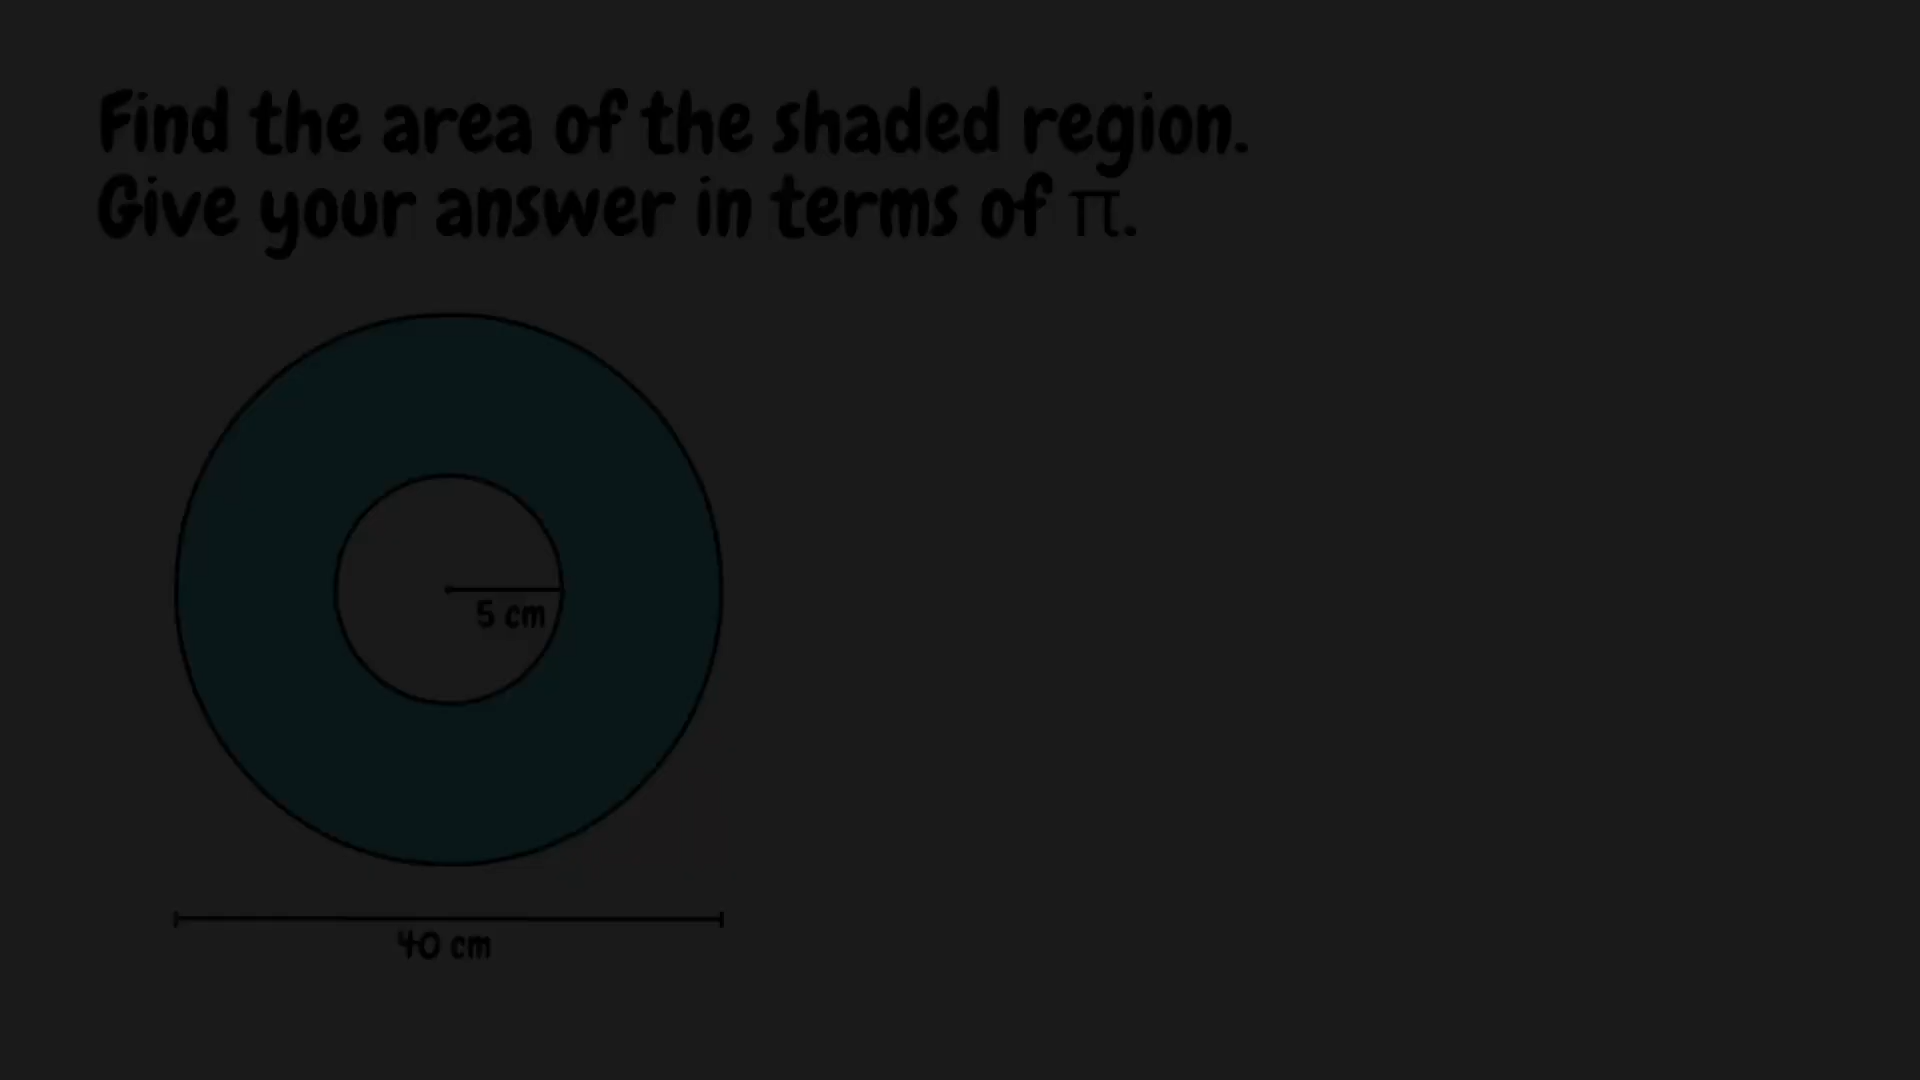 Find the area of the shaded region.
Give your answer in terms of π.
5 cm
40 cm